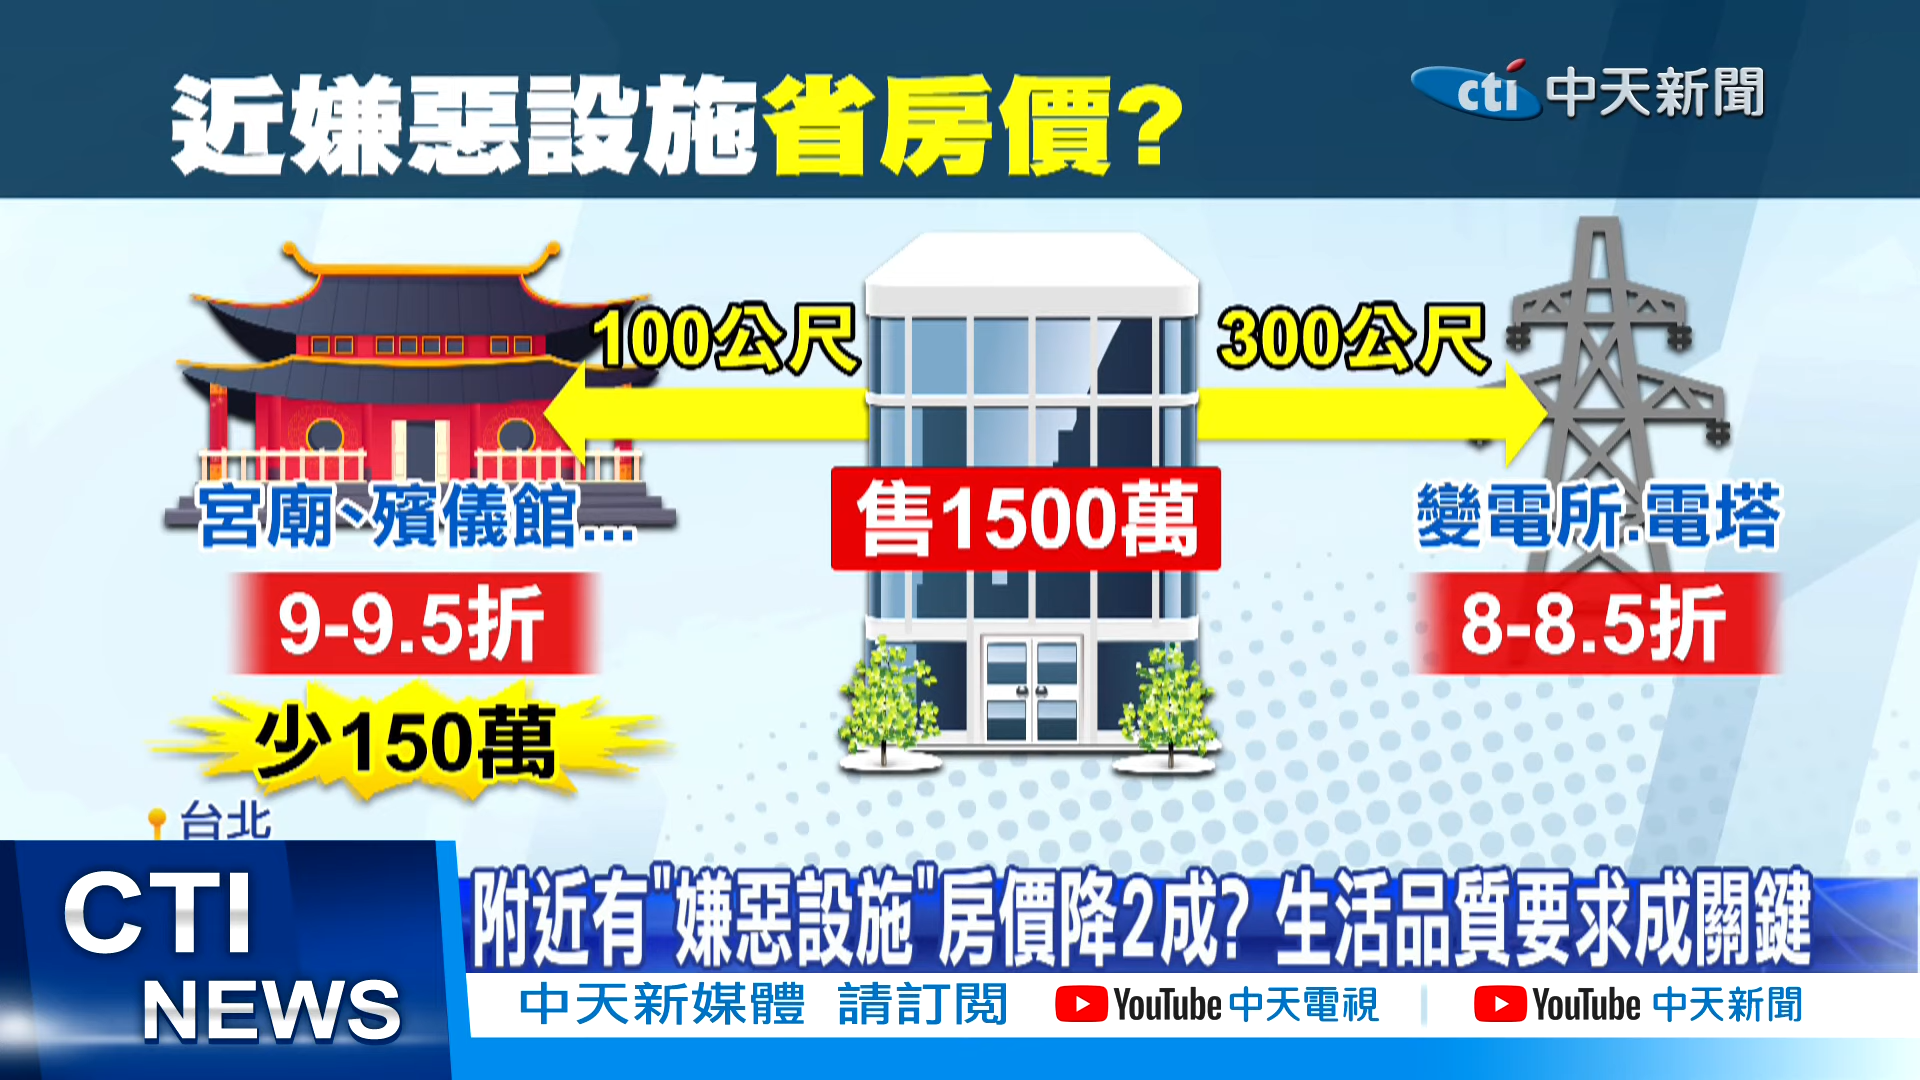 近嫌惡設施省房價?
cti 中天新聞
100公尺
300公尺
宮廟、殯儀館...
售1500萬
變電所.電塔
9-9.5折
8-8.5折
少150萬
台北
CTI
NEWS
附近有"嫌惡設施"房價降2成? 生活品質要求成關鍵
中天新媒體 請訂閱 YouTube 中天電視 | YouTube 中天新聞